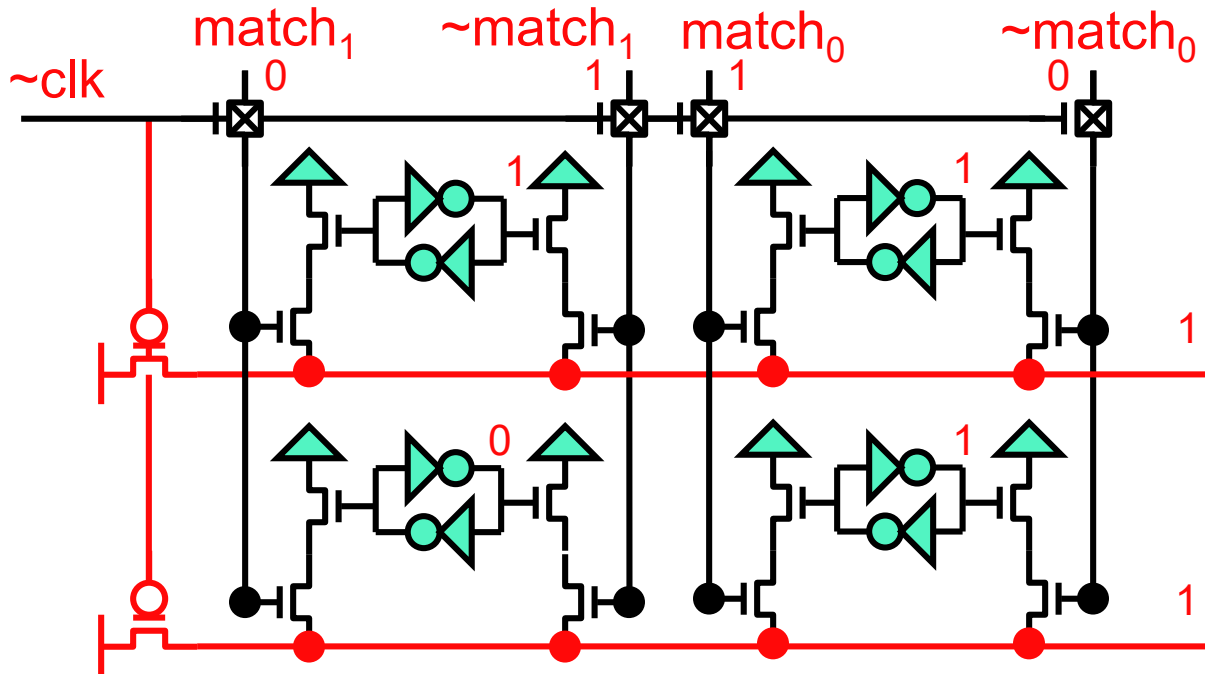 match₁ ~match₁ match₀ ~match₀
~clk 0 1 1 0
1 1
1
0 1
1